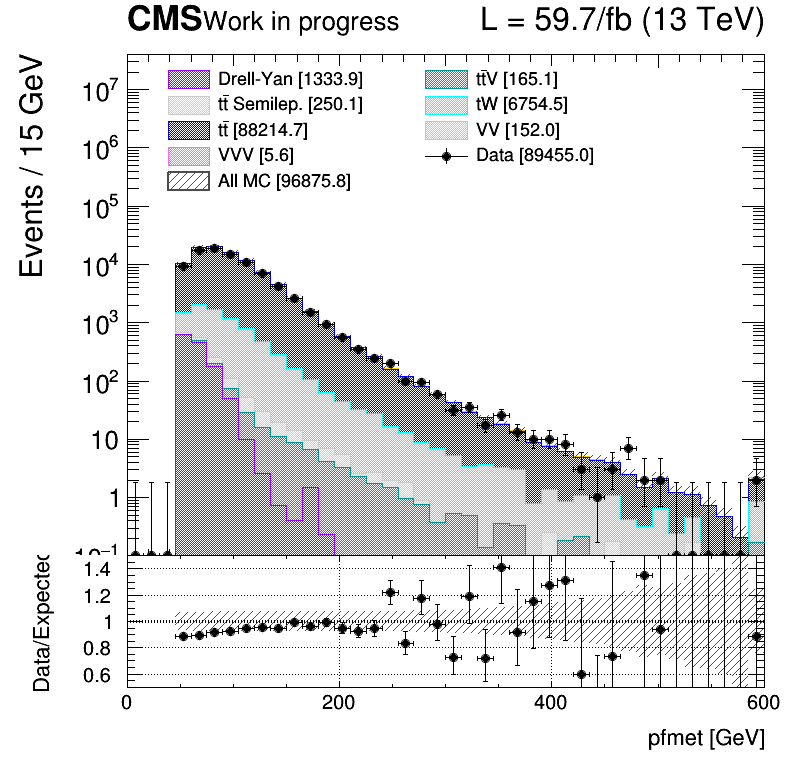 CMS Work in progress L = 59.7/fb (13 TeV)
Events / 15 GeV
Drell-Yan [1333.9]
tt̄ Semilep. [250.1]
tt̄ [88214.7]
VVV [5.6]
All MC [96875.8]
tt̄V [165.1]
tW [6754.5]
VV [152.0]
Data [89455.0]
10⁷
10⁶
10⁵
10⁴
10³
10²
10
1
10⁻¹
Data/Expected
1.4
1.2
1
0.8
0.6
0 200 400 600
pfmet [GeV]